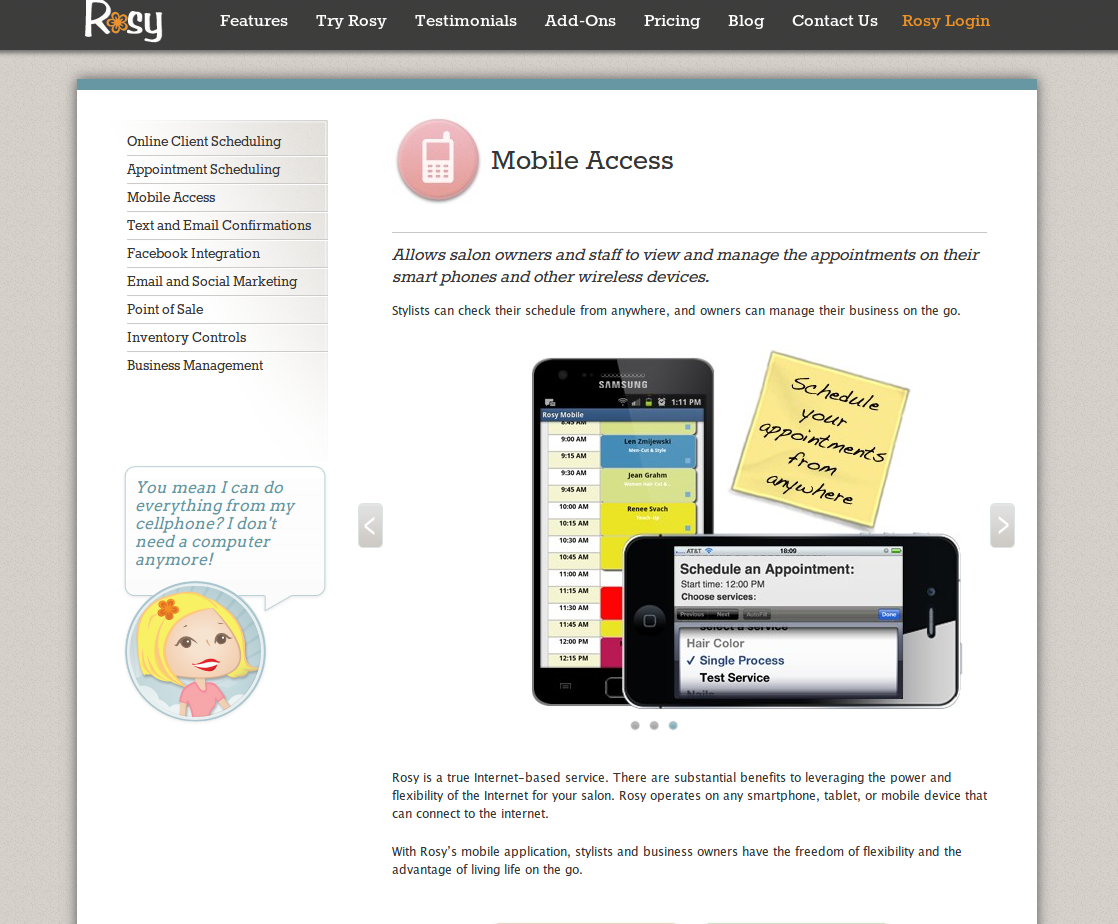 Rosy
Features
Try Rosy
Testimonials
Add-Ons
Pricing
Blog
Contact Us
Rosy Login
Online Client Scheduling
Appointment Scheduling
Mobile Access
Text and Email Confirmations
Facebook Integration
Email and Social Marketing
Point of Sale
Inventory Controls
Business Management
You mean I can do
everything from my
cellphone? I don't
need a computer
anymore!
Mobile Access
Allows salon owners and staff to view and manage the appointments on their
smart phones and other wireless devices.
Stylists can check their schedule from anywhere, and owners can manage their business on the go.
SAMSUNG
1:11 PM
Rosy Mobile
8:45 AM
9:00 AM
Len Zmijewski
Men Cut & Style
9:15 AM
9:30 AM
Jean Grahm
Women Hair Cut &...
9:45 AM
10:00 AM
Renee Svach
Touch-Up
10:15 AM
10:30 AM
10:45 AM
11:00 AM
11:15 AM
11:30 AM
11:45 AM
12:00 PM
12:15 PM
Schedule
your
appointments
from
anywhere
AT&T
18:09
Schedule an Appointment:
Start time: 12:00 PM
Choose services:
Previous
Next
AutoFill
Done
select a service
Hair Color
✓ Single Process
Test Service
Nails
Rosy is a true Internet-based service. There are substantial benefits to leveraging the power and
flexibility of the Internet for your salon. Rosy operates on any smartphone, tablet, or mobile device that
can connect to the internet.
With Rosy's mobile application, stylists and business owners have the freedom of flexibility and the
advantage of living life on the go.